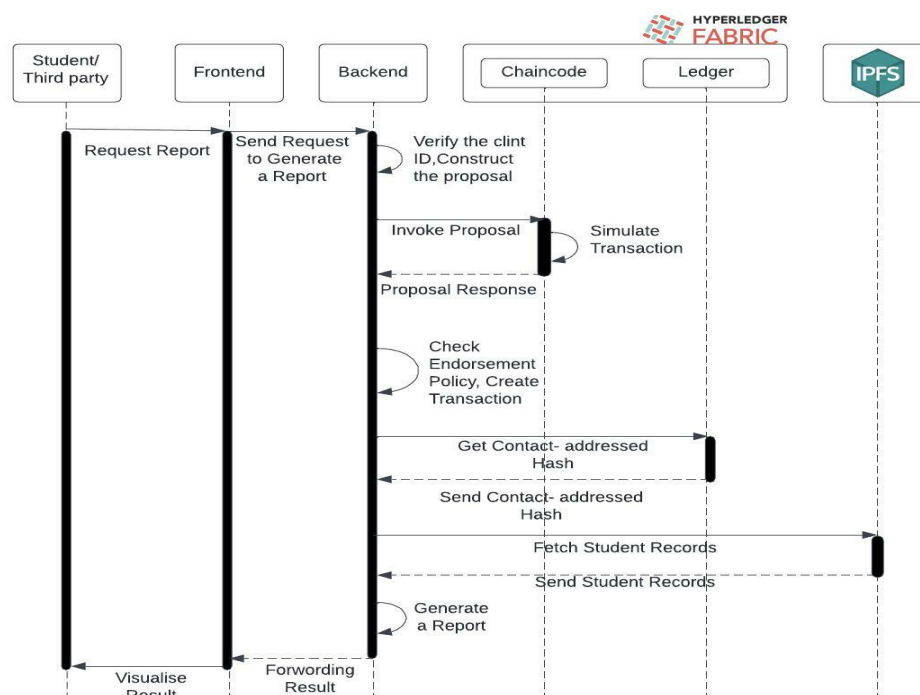 HYPERLEDGER
FABRIC
Student/
Third party
Frontend
Backend
Chaincode
Ledger
IPFS
Request Report
Send Request
to Generate
a Report
Verify the clint
ID,Construct
the proposal
Invoke Proposal
Simulate
Transaction
Proposal Response
Check
Endorsement
Policy, Create
Transaction
Get Contact- addressed
Hash
Send Contact- addressed
Hash
Fetch Student Records
Send Student Records
Generate
a Report
Forwording
Result
Visualise
Result